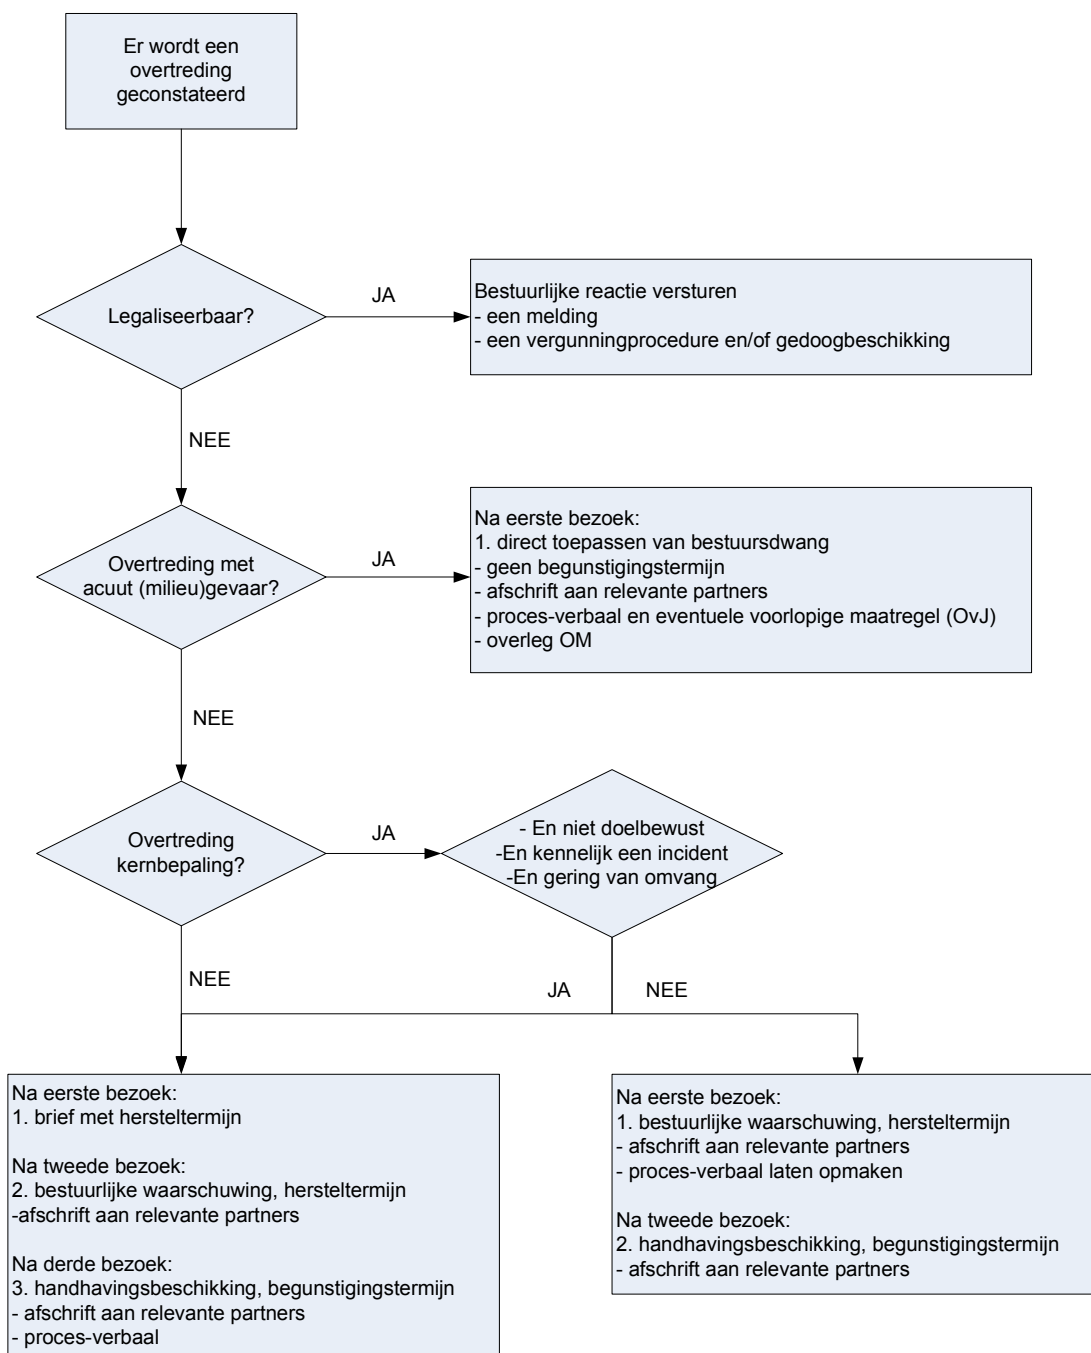 Er wordt een
overtreding
geconstateerd
Legaliseerbaar?
JA
Bestuurlijke reactie versturen
- een melding
- een vergunningprocedure en/of gedoogbeschikking
NEE
Overtreding met
acuut (milieu)gevaar?
JA
Na eerste bezoek:
1. direct toepassen van bestuursdwang
- geen begunstigingstermijn
- afschrift aan relevante partners
- proces-verbaal en eventuele voorlopige maatregel (OvJ)
- overleg OM
NEE
Overtreding
kernbepaling?
JA
- En niet doelbewust
-En kennelijk een incident
-En gering van omvang
NEE
JA
NEE
Na eerste bezoek:
1. brief met hersteltermijn
Na tweede bezoek:
2. bestuurlijke waarschuwing, hersteltermijn
-afschrift aan relevante partners
Na derde bezoek:
3. handhavingsbeschikking, begunstigingstermijn
- afschrift aan relevante partners
- proces-verbaal
Na eerste bezoek:
1. bestuurlijke waarschuwing, hersteltermijn
- afschrift aan relevante partners
- proces-verbaal laten opmaken
Na tweede bezoek:
2. handhavingsbeschikking, begunstigingstermijn
- afschrift aan relevante partners